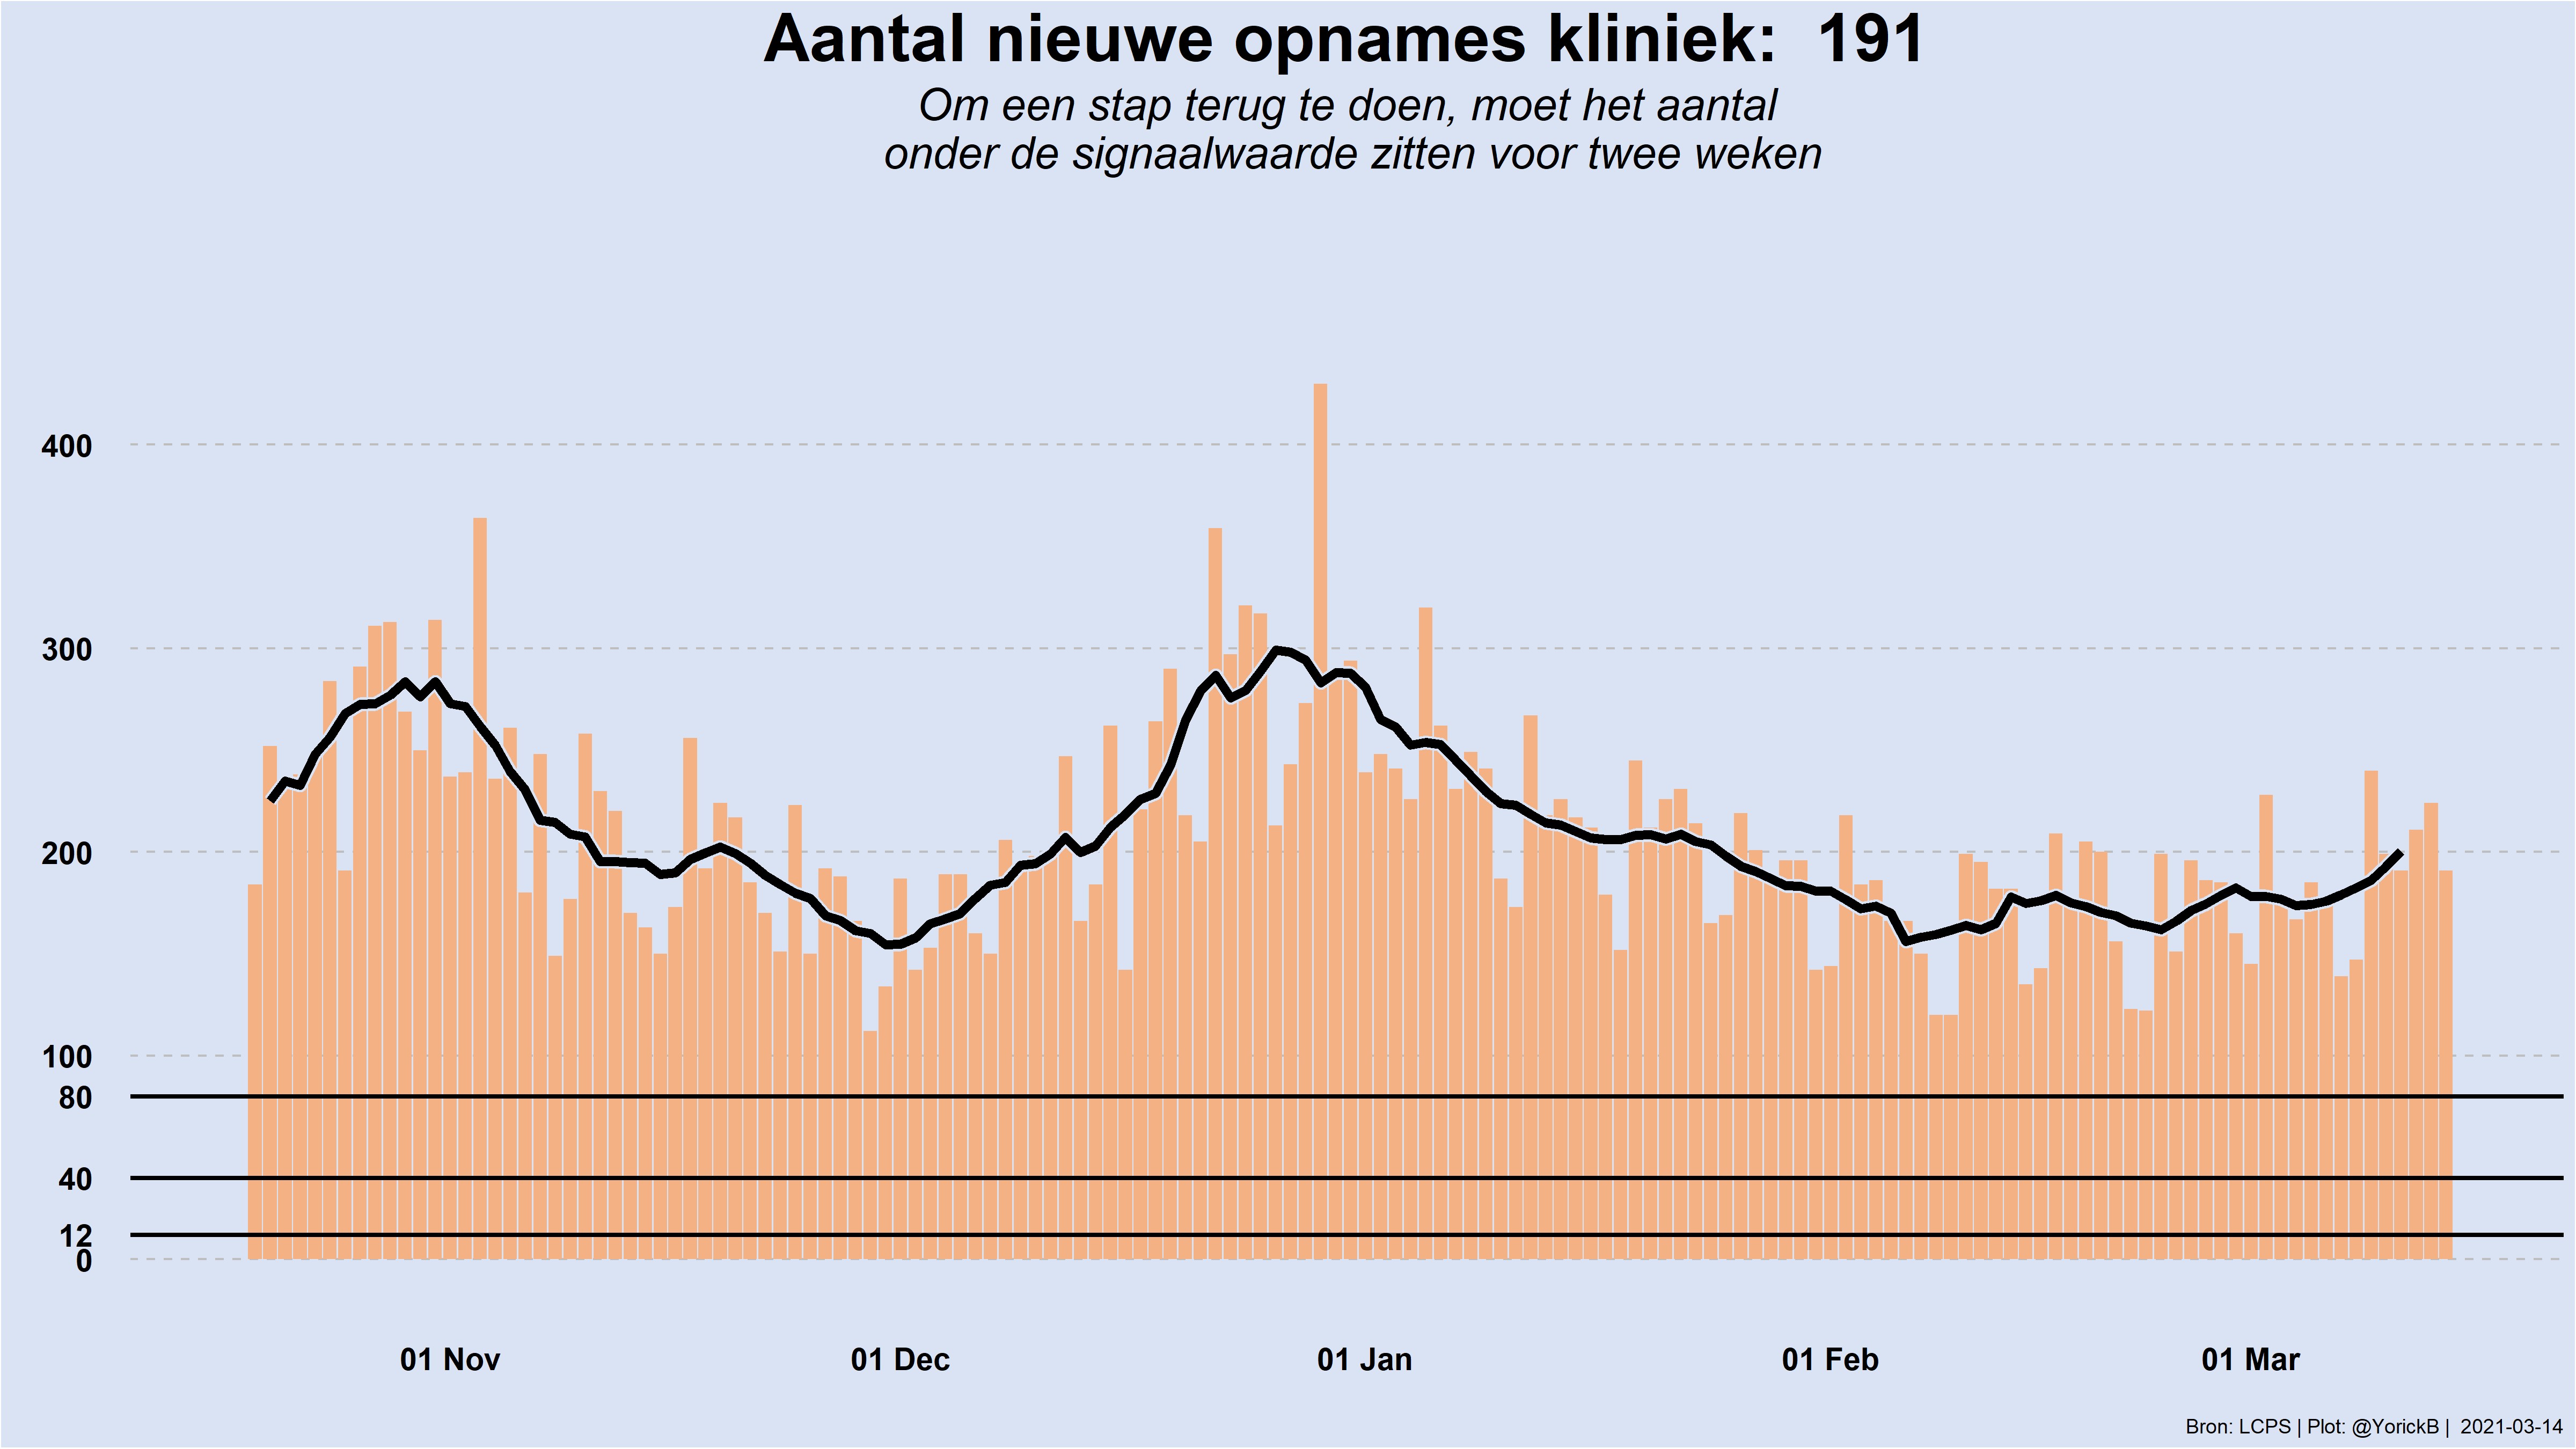 Aantal nieuwe opnames kliniek:  191
Om een stap terug te doen, moet het aantal
onder de signaalwaarde zitten voor twee weken
400
300
200
100
80
40
12
0
01 Nov 01 Dec 01 Jan 01 Feb 01 Mar
Bron: LCPS | Plot: @YorickB |  2021-03-14